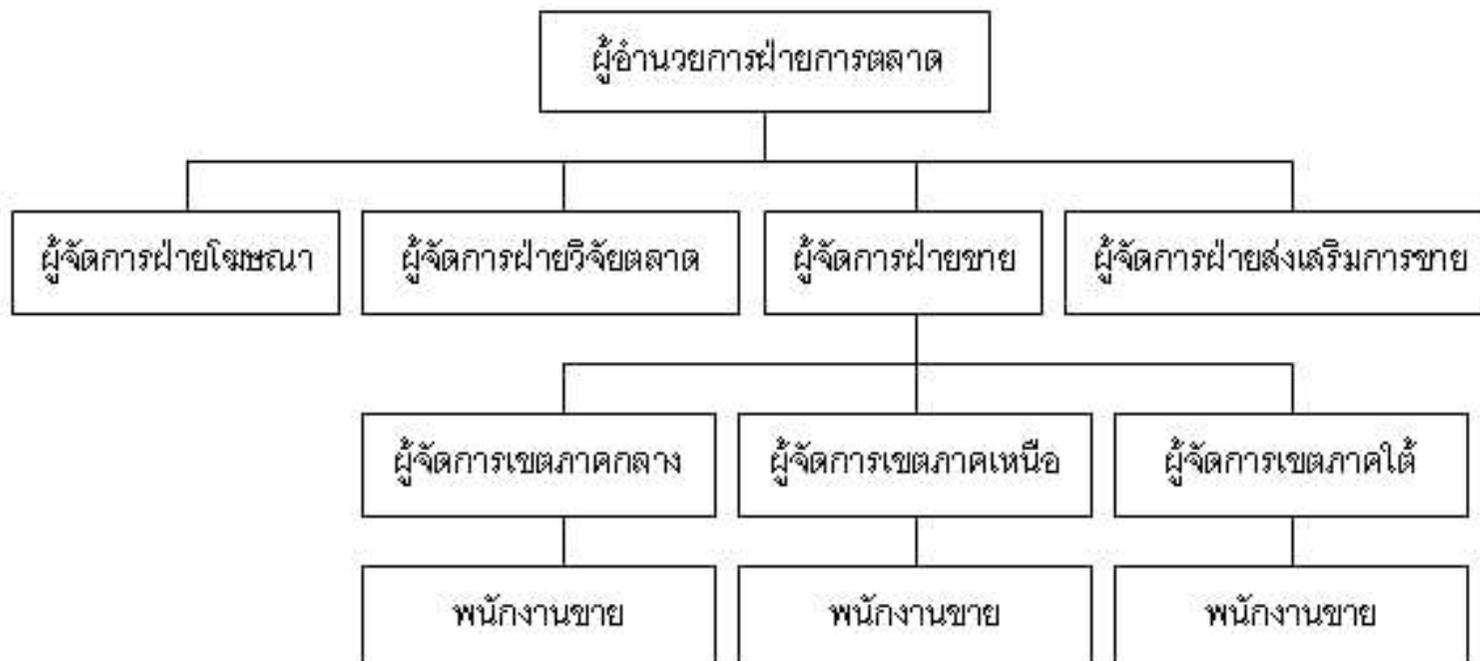 ผู้อำนวยการฝ่ายการตลาด
ผู้จัดการฝ่ายโฆษณา
ผู้จัดการฝ่ายวิจัยตลาด
ผู้จัดการฝ่ายขาย
ผู้จัดการฝ่ายส่งเสริมการขาย
ผู้จัดการเขตภาคกลาง
ผู้จัดการเขตภาคเหนือ
ผู้จัดการเขตภาคใต้
พนักงานขาย
พนักงานขาย
พนักงานขาย